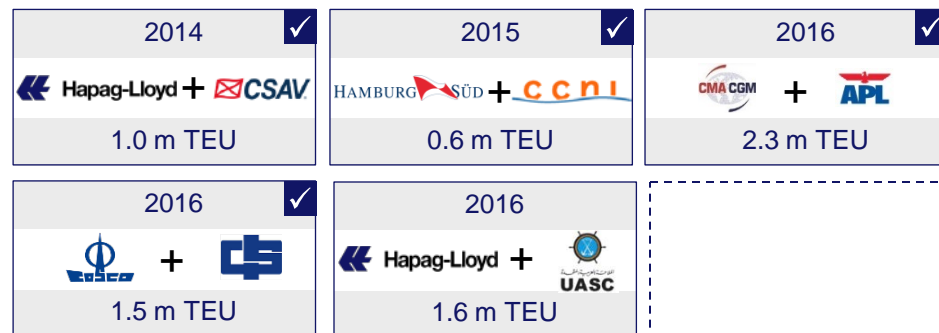 2014
Hapag-Lloyd + CSAV
1.0 m TEU
2015
HAMBURG SÜD + ccni
0.6 m TEU
2016
CMA CGM + APL
2.3 m TEU
2016
COSCO + CS
1.5 m TEU
2016
Hapag-Lloyd + UASC
1.6 m TEU